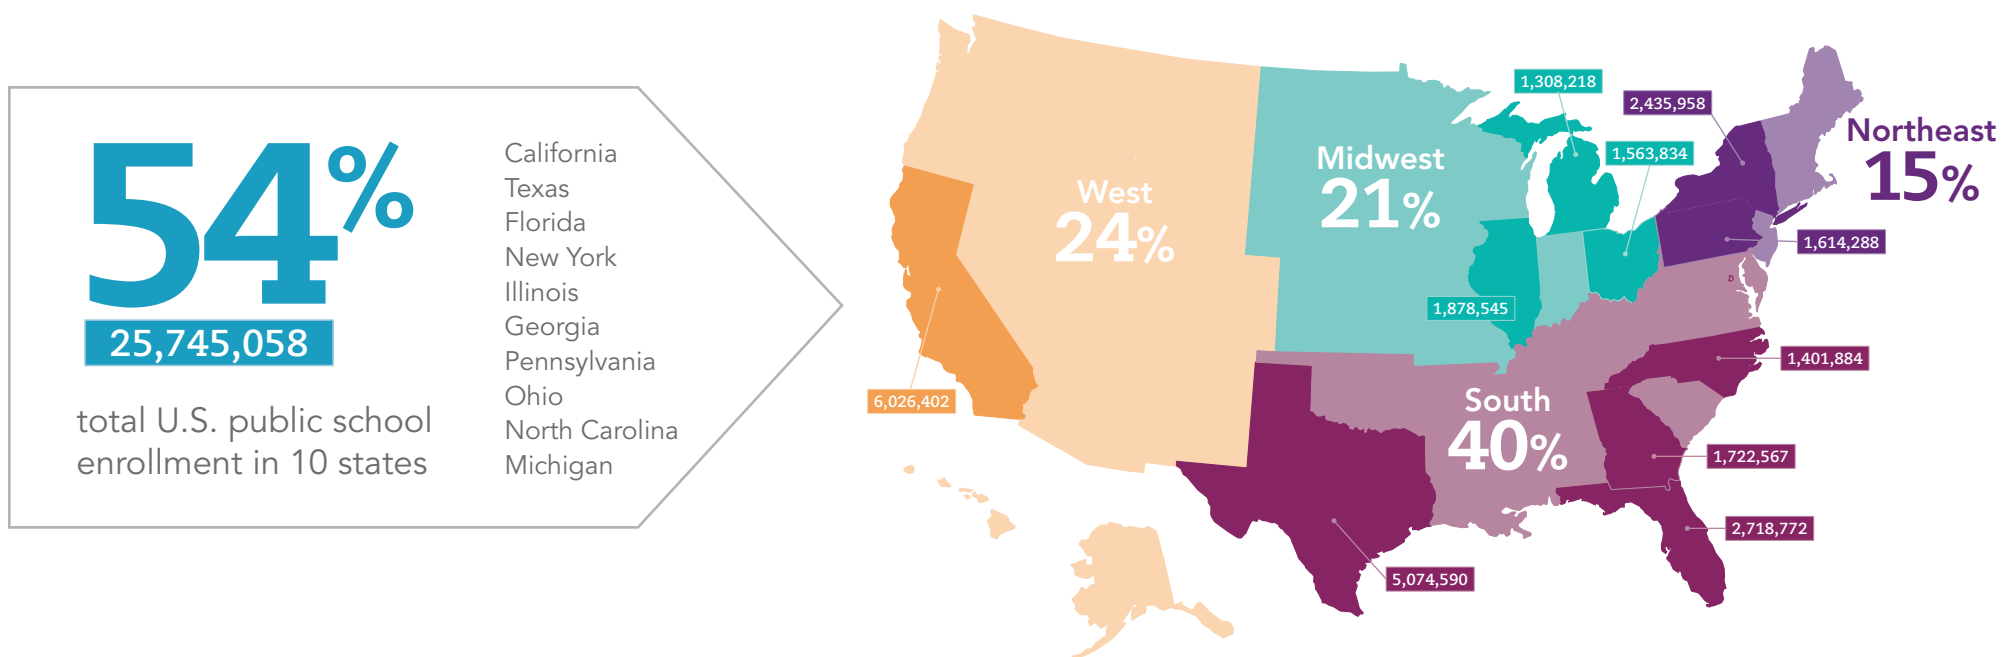 54%
25,745,058
total U.S. public school
enrollment in 10 states
California
Texas
Florida
New York
Illinois
Georgia
Pennsylvania
Ohio
North Carolina
Michigan
West
24%
6,026,402
Midwest
21%
1,308,218
1,563,834
1,878,545
Northeast
15%
2,435,958
1,614,288
South
40%
1,401,884
1,722,567
2,718,772
5,074,590